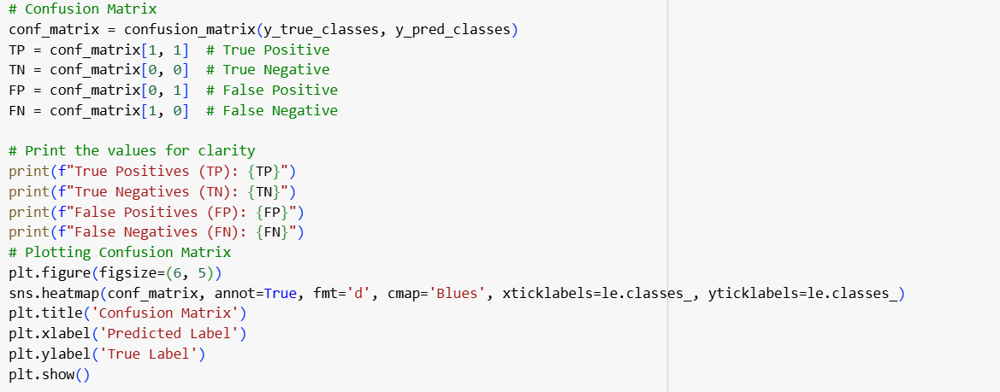 # Confusion Matrix
conf_matrix = confusion_matrix(y_true_classes, y_pred_classes)
TP = conf_matrix[1, 1]  # True Positive
TN = conf_matrix[0, 0]  # True Negative
FP = conf_matrix[0, 1]  # False Positive
FN = conf_matrix[1, 0]  # False Negative

# Print the values for clarity
print(f"True Positives (TP): {TP}")
print(f"True Negatives (TN): {TN}")
print(f"False Positives (FP): {FP}")
print(f"False Negatives (FN): {FN}")
# Plotting Confusion Matrix
plt.figure(figsize=(6, 5))
sns.heatmap(conf_matrix, annot=True, fmt='d', cmap='Blues', xticklabels=le.classes_, yticklabels=le.classes_)
plt.title('Confusion Matrix')
plt.xlabel('Predicted Label')
plt.ylabel('True Label')
plt.show()